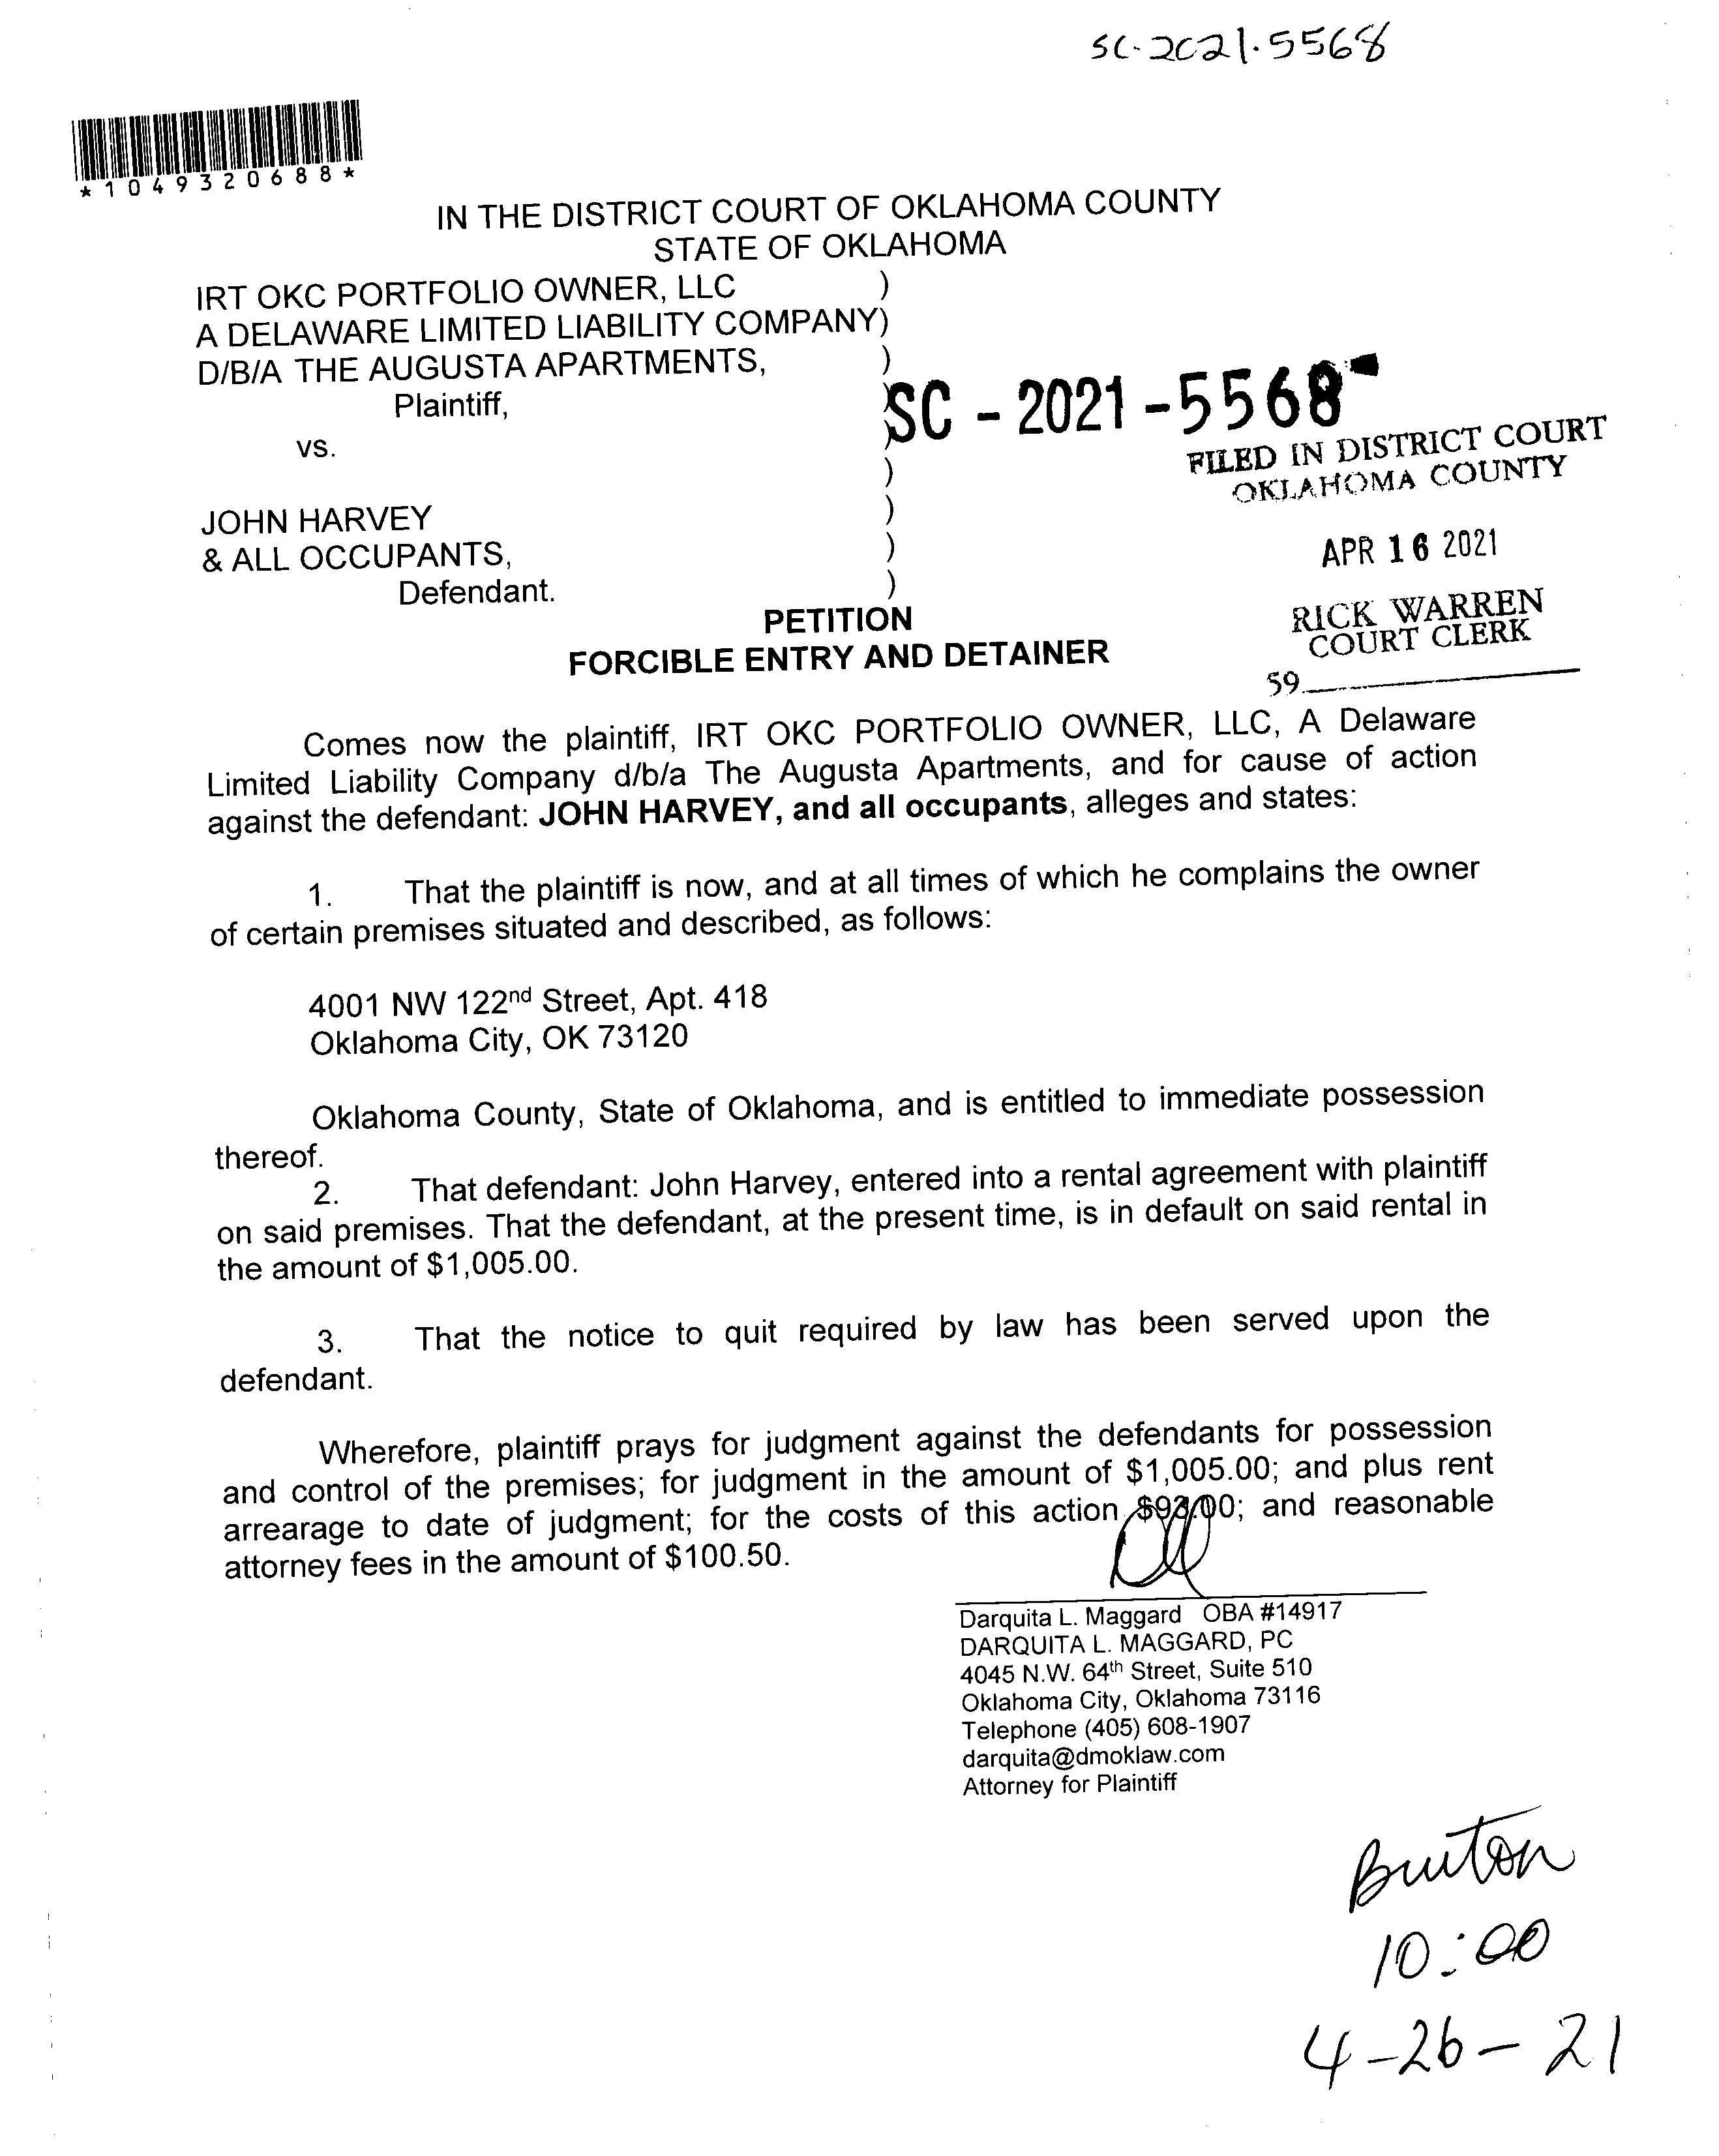 SC-2021-5568
*1049320688*
IN THE DISTRICT COURT OF OKLAHOMA COUNTY
STATE OF OKLAHOMA
IRT OKC PORTFOLIO OWNER, LLC )
A DELAWARE LIMITED LIABILITY COMPANY)
D/B/A THE AUGUSTA APARTMENTS, )
Plaintiff, )
SC - 2021 - 5568
vs. )
)
FILED IN DISTRICT COURT
OKLAHOMA COUNTY
JOHN HARVEY )
& ALL OCCUPANTS, )
APR 16 2021
Defendant. )
RICK WARREN
COURT CLERK
59
PETITION
FORCIBLE ENTRY AND DETAINER
Comes now the plaintiff, IRT OKC PORTFOLIO OWNER, LLC, A Delaware
Limited Liability Company d/b/a The Augusta Apartments, and for cause of action
against the defendant: JOHN HARVEY, and all occupants, alleges and states:
1. That the plaintiff is now, and at all times of which he complains the owner
of certain premises situated and described, as follows:
4001 NW 122nd Street, Apt. 418
Oklahoma City, OK 73120
Oklahoma County, State of Oklahoma, and is entitled to immediate possession
thereof.
2. That defendant: John Harvey, entered into a rental agreement with plaintiff
on said premises. That the defendant, at the present time, is in default on said rental in
the amount of $1,005.00.
3. That the notice to quit required by law has been served upon the
defendant.
Wherefore, plaintiff prays for judgment against the defendants for possession
and control of the premises; for judgment in the amount of $1,005.00; and plus rent
arrearage to date of judgment; for the costs of this action and reasonable
attorney fees in the amount of $100.50.
Darquita L. Maggard OBA #14917
DARQUITA L. MAGGARD, PC
4045 N.W. 64th Street, Suite 510
Oklahoma City, Oklahoma 73116
Telephone (405) 608-1907
darquita@dmoklaw.com
Attorney for Plaintiff
Burton
10:00
4-26-21